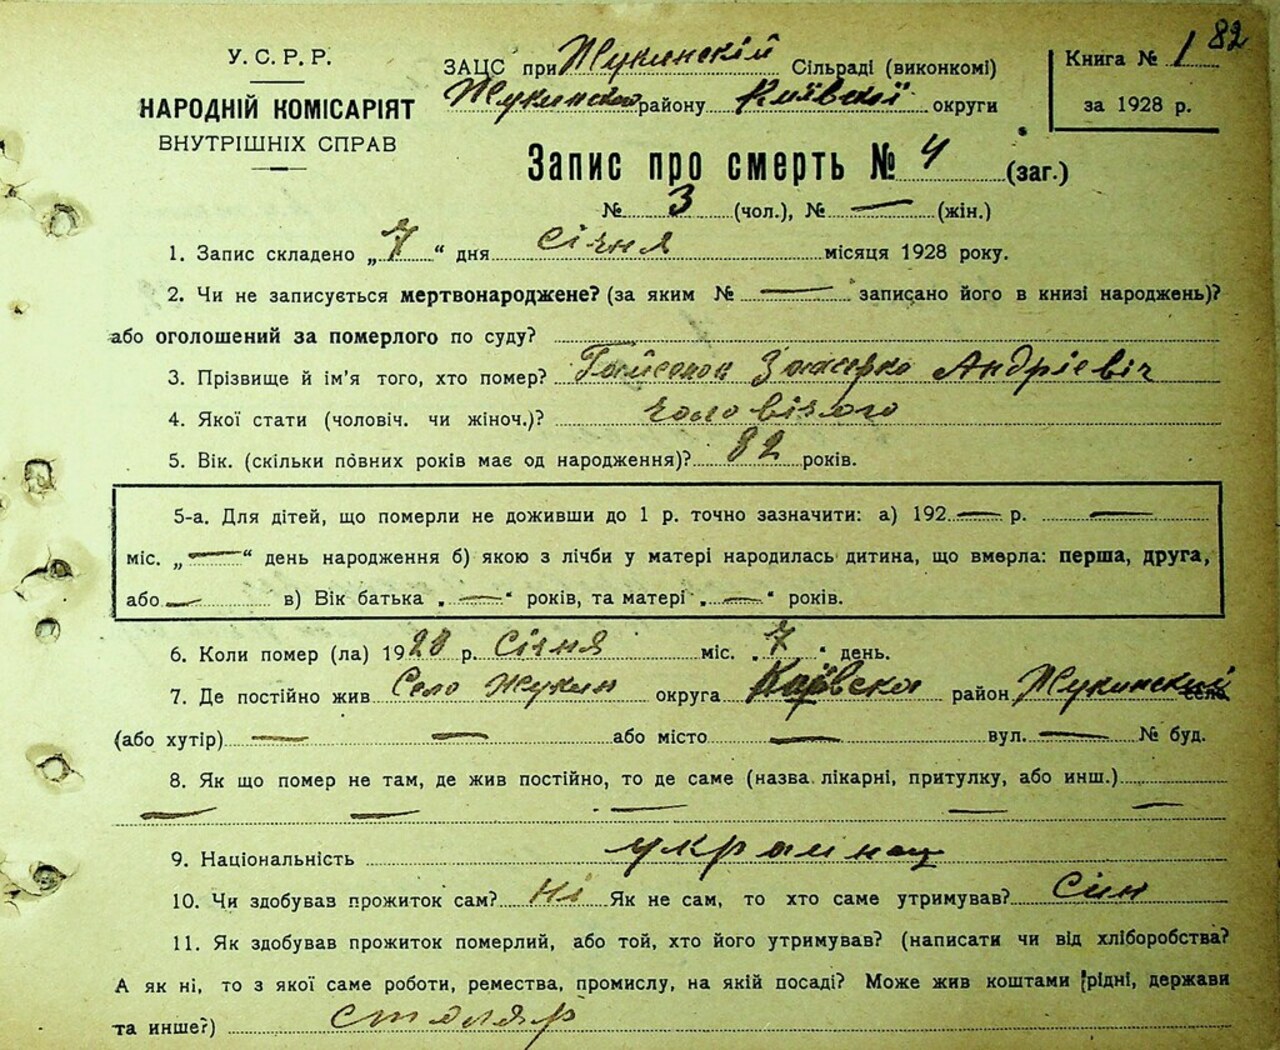 82
У.С.Р.Р.
НАРОДНІЙ КОМІСАРІЯТ
ВНУТРІШНІХ СПРАВ
ЗАЦС при Жукинскій Сільраді (виконкомі)
району Київскої округи
Книга № 1
за 1928 р.
Запис про смерть № 4 (заг.)
№ 3 (чол.), № — (жін.)
1. Запис складено „7“ дня Січня місяця 1928 року.
2. Чи не записується мертвонароджене? (за яким № — записано його в книзі народжень)?
або оголошений за померлого по суду?
3. Прізвище й ім'я того, хто помер? Андріевіч
4. Якої стати (чоловіч. чи жіноч.)? чоловічого
5. Вік. (скільки повних років має од народження)? 82 років.
5-а. Для дітей, що померли не доживши до 1 р. точно зазначити: а) 192 — р. —
міс. „—“ день народження б) якою з лічби у матері народилась дитина, що вмерла: перша, друга,
або — в) Вік батька „—“ років, та матері „—“ років.
6. Коли помер (ла) 1928 р. Січня міс. „7“ день.
7. Де постійно жив Село Жукин округа Київска район Жукинский село
(або хутір) — — або місто — вул. — № буд.
8. Як що помер не там, де жив постійно, то де саме (назва лікарні, притулку, або инш.)
— — — — —
9. Національність украинец
10. Чи здобував прожиток сам? Ні Як не сам, то хто саме утримував? Син
11. Як здобував прожиток померлий, або той, хто його утримував? (написати чи від хліборобства?
А як ні, то з якої саме роботи, ремества, промислу, на якій посаді? Може жив коштами рідні, держави
та инше?) столяр